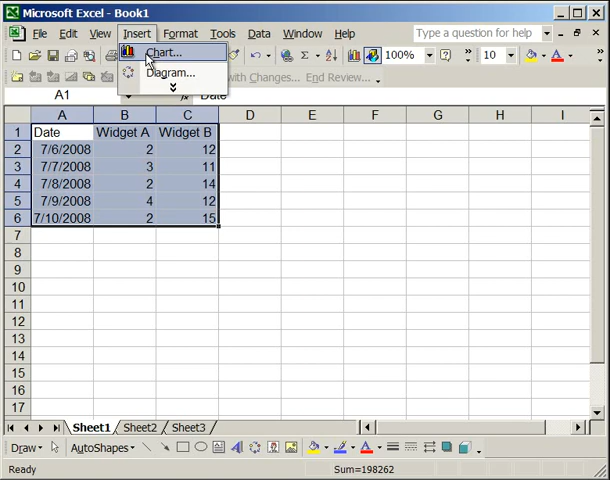 Microsoft Excel - Book1
File Edit View Insert Format Tools Data Window Help Type a question for help
Chart... 100% 10
Diagram... with Changes... End Review...
A1 fx Date
A B C D E F G H I
1 Date Widget A Widget B
2 7/6/2008 2 12
3 7/7/2008 3 11
4 7/8/2008 2 14
5 7/9/2008 4 12
6 7/10/2008 2 15
7
8
9
10
11
12
13
14
15
16
17
Sheet1 Sheet2 Sheet3
Draw AutoShapes
Ready Sum=198262